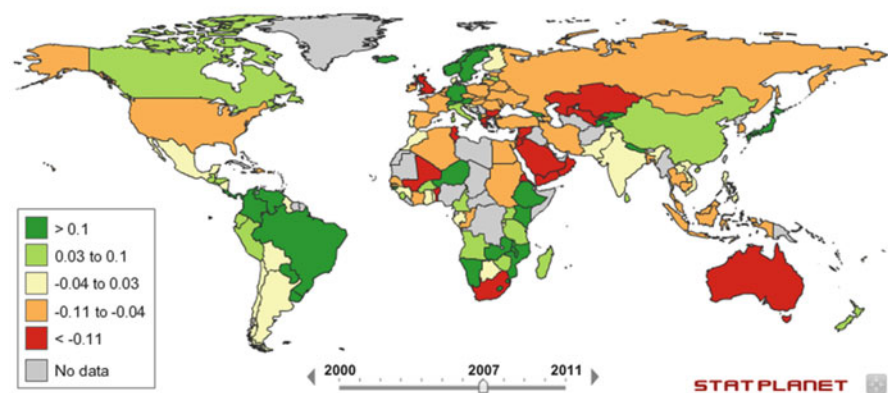 > 0.1
0.03 to 0.1
-0.04 to 0.03
-0.11 to -0.04
< -0.11
No data
2000 2007 2011
STATPLANET